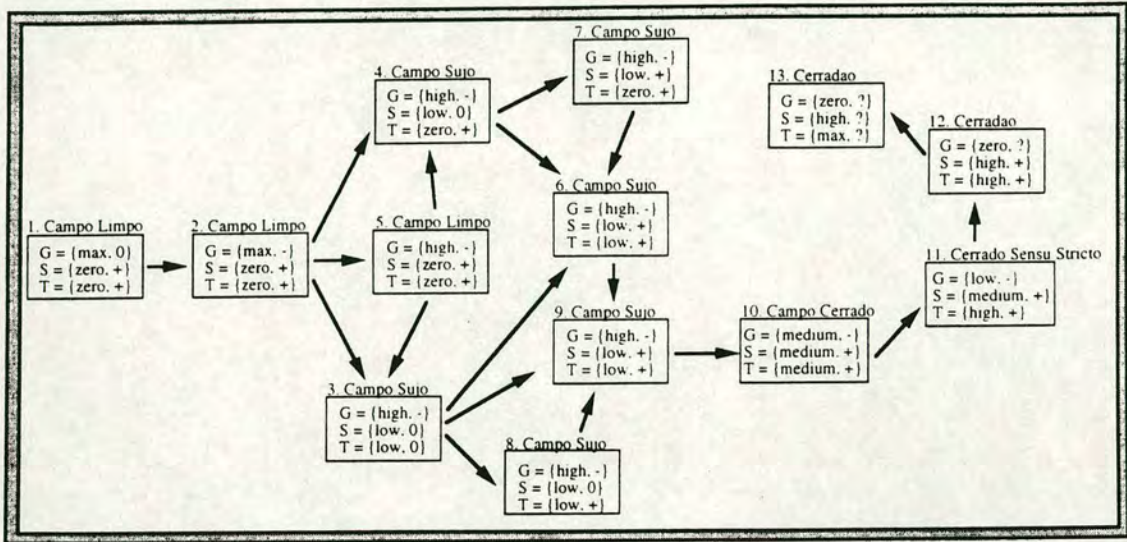 1. Campo Limpo
G = {max. 0}
S = {zero. +}
T = {zero. +}
2. Campo Limpo
G = {max. -}
S = {zero. +}
T = {zero. +}
3. Campo Sujo
G = {high. -}
S = {low. 0}
T = {low. 0}
4. Campo Sujo
G = {high. -}
S = {low. 0}
T = {zero. +}
5. Campo Limpo
G = {high. -}
S = {zero. +}
T = {zero. +}
6. Campo Sujo
G = {high. -}
S = {low. +}
T = {low. +}
7. Campo Sujo
G = {high. -}
S = {low. +}
T = {zero. +}
8. Campo Sujo
G = {high. -}
S = {low. 0}
T = {low. +}
9. Campo Sujo
G = {high. -}
S = {low. +}
T = {low. +}
10. Campo Cerrado
G = {medium. -}
S = {medium. +}
T = {medium. +}
11. Cerrado Sensu Stricto
G = {low. -}
S = {medium. +}
T = {high. +}
12. Cerradao
G = {zero. ?}
S = {high. +}
T = {high. +}
13. Cerradao
G = {zero. ?}
S = {high. ?}
T = {max. ?}